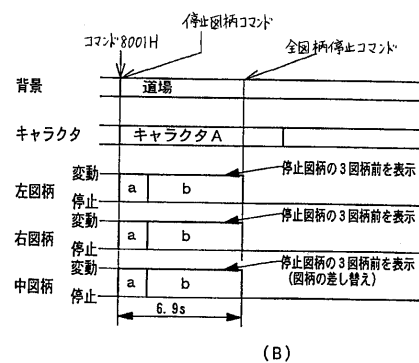 停止図柄コマンド
コマンド8001H
全図柄停止コマンド
背景
道場
キャラクタ
キャラクタA
変動
停止図柄の3図柄前を表示
左図柄
a
b
停止
変動
停止図柄の3図柄前を表示
右図柄
a
b
停止
変動
停止図柄の3図柄前を表示
(図柄の差し替え)
中図柄
a
b
停止
6.9s
(B)